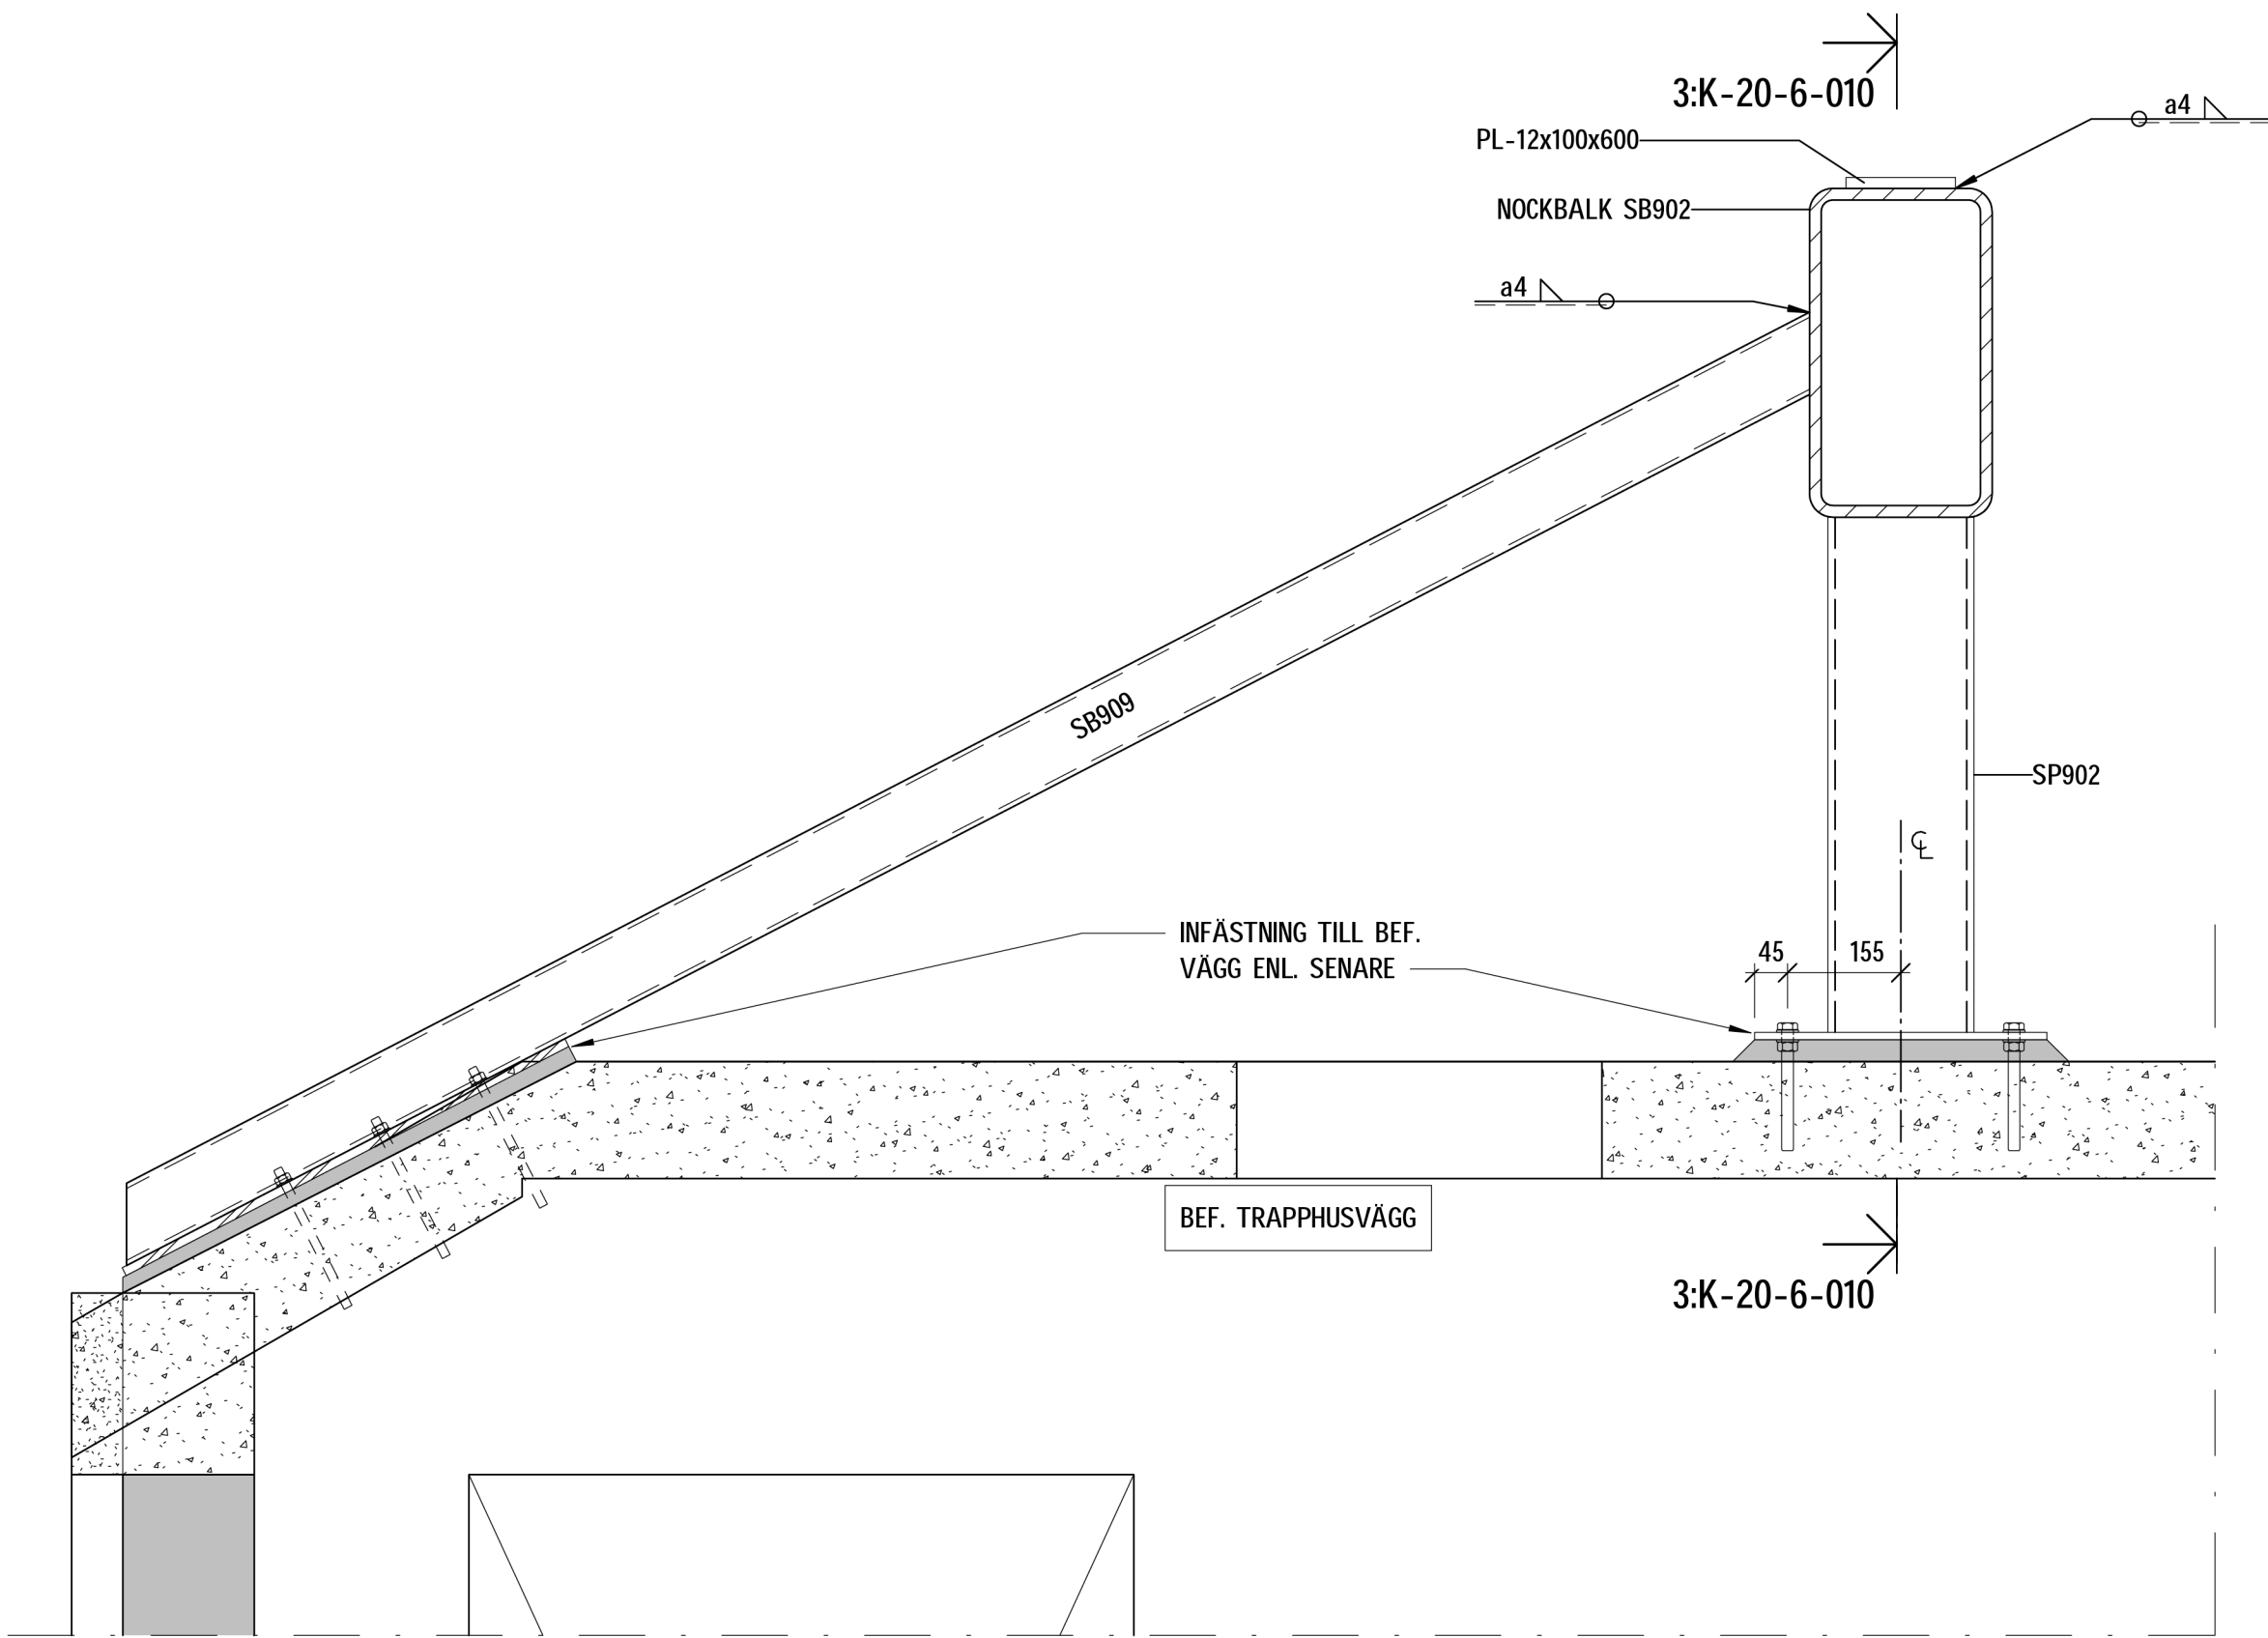 3:K-20-6-010
a4
PL-12x100x600
NOCKBALK SB902
a4
SB909
SP902
℄
INFÄSTNING TILL BEF.
VÄGG ENL. SENARE
45 155
BEF. TRAPPHUSVÄGG
3:K-20-6-010